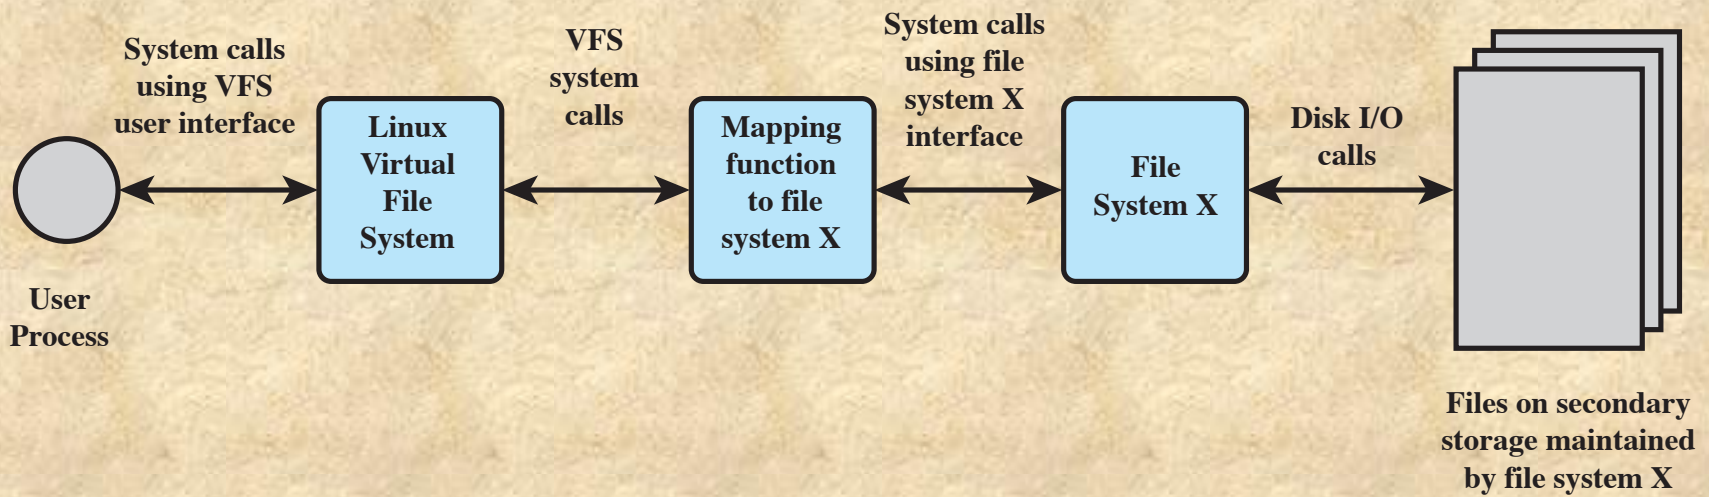 System calls
using VFS
user interface
VFS
system
calls
System calls
using file
system X
interface
Disk I/O
calls
User
Process
Linux
Virtual
File
System
Mapping
function
to file
system X
File
System X
Files on secondary
storage maintained
by file system X